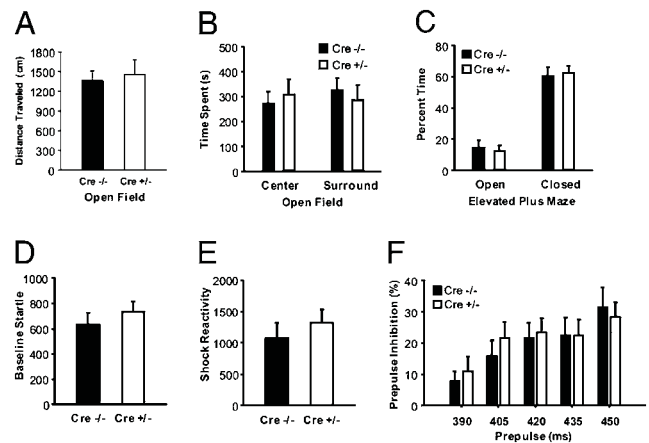 A
Distance Traveled (cm)
1800
1500
1200
900
600
300
0
Cre -/-
Cre +/-
Open Field
B
Time Spent (s)
500
400
300
200
100
0
Cre -/-
Cre +/-
Center
Surround
Open Field
C
Percent Time
80
60
40
20
0
Cre -/-
Cre +/-
Open
Closed
Elevated Plus Maze
D
Baseline Startle
1000
800
600
400
200
0
Cre -/-
Cre +/-
E
Shock Reactivity
2000
1500
1000
500
0
Cre -/-
Cre +/-
F
Prepulse Inhibition (%)
40
30
20
10
0
Cre -/-
Cre +/-
390
405
420
435
450
Prepulse (ms)